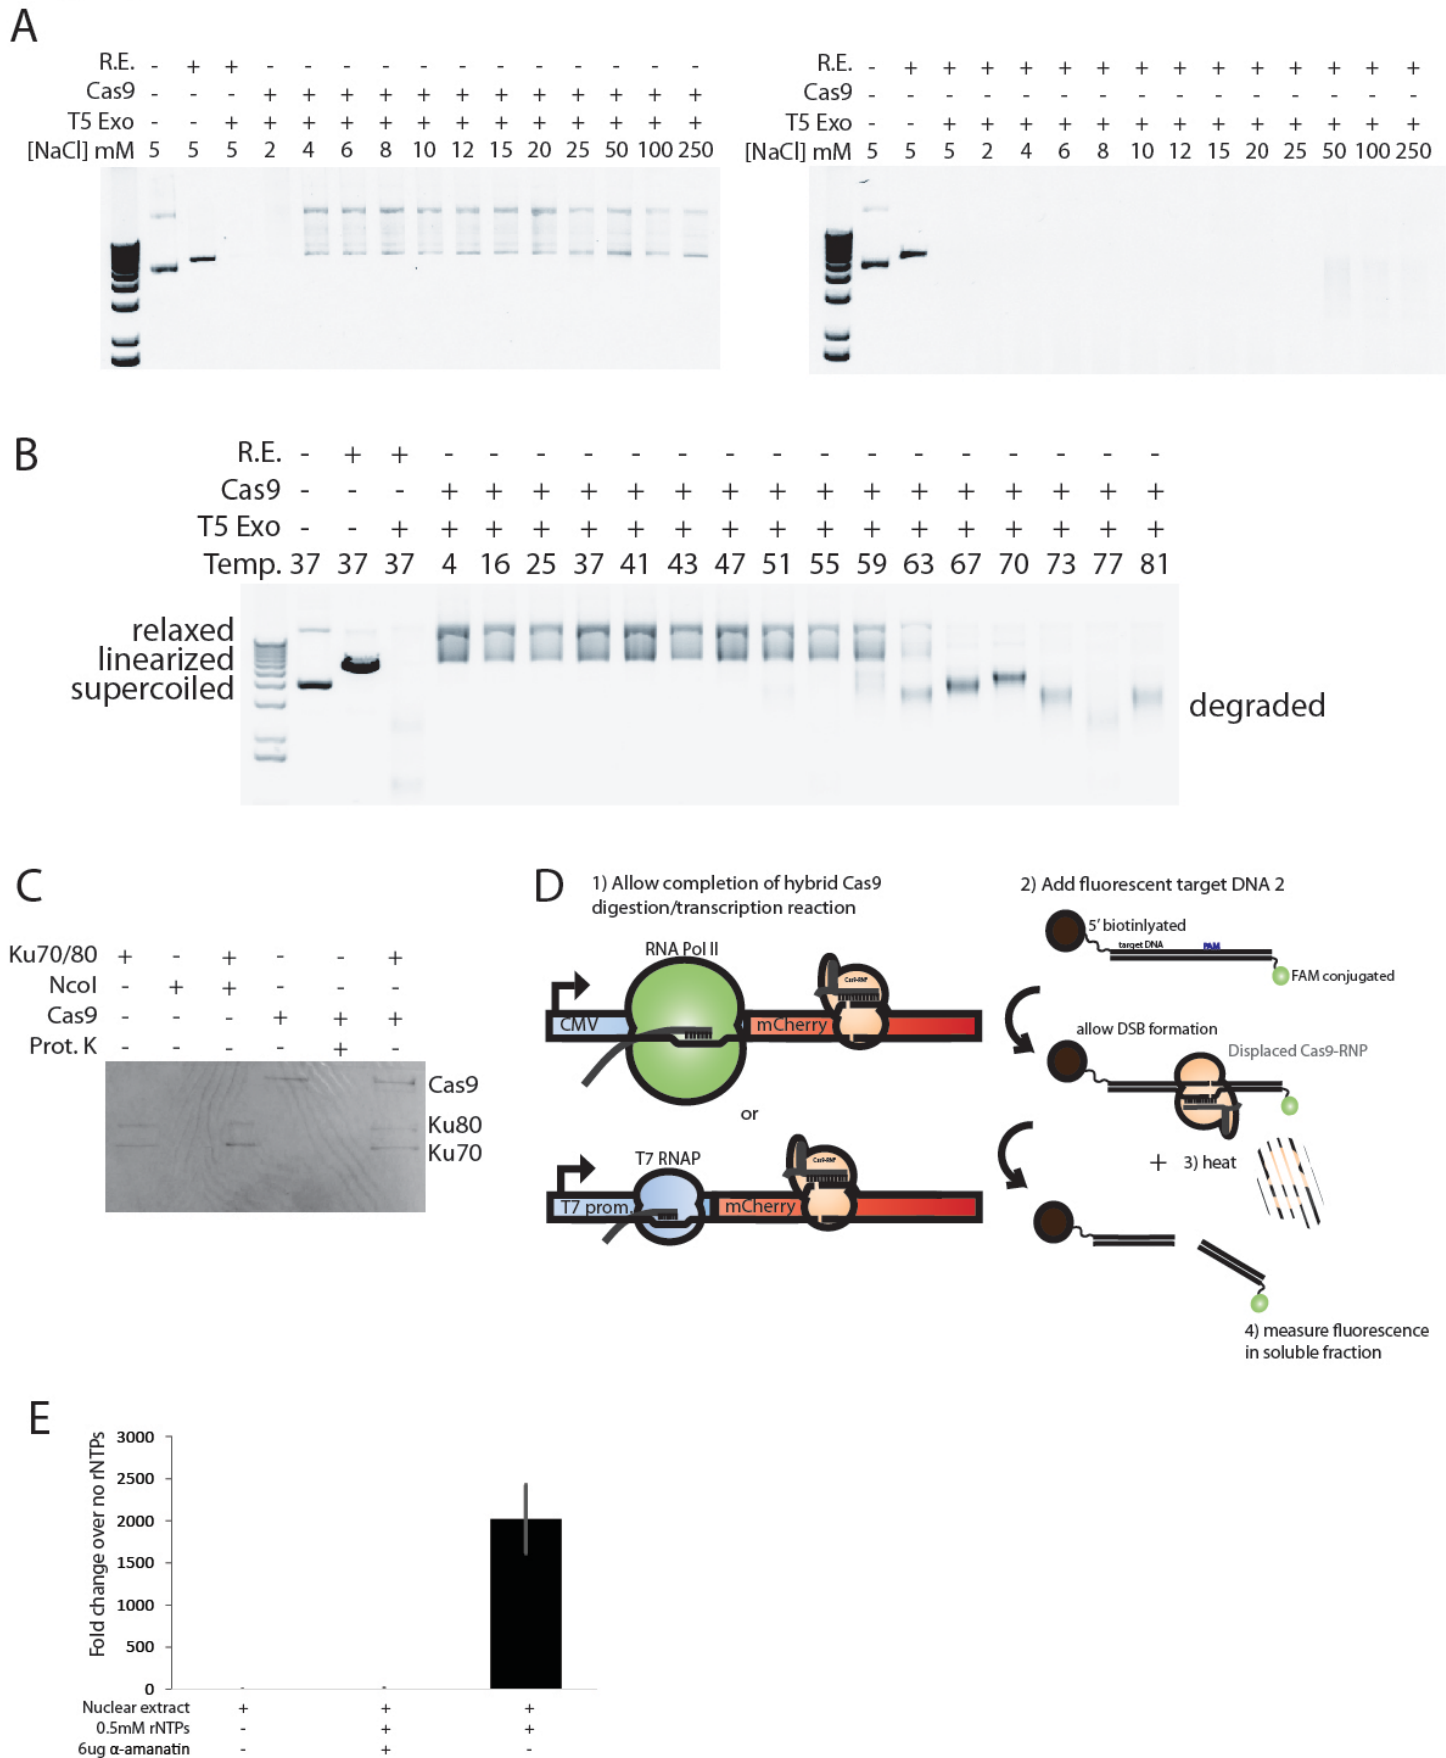 A
R.E. - + + - - - - - - - - - - - -
Cas9 - - - + + + + + + + + + + + +
T5 Exo - - + + + + + + + + + + + + +
[NaCl] mM 5 5 5 2 4 6 8 10 12 15 20 25 50 100 250
R.E. - + + + + + + + + + + + + + +
Cas9 - - - - - - - - - - - - - - -
T5 Exo - - + + + + + + + + + + + + +
[NaCl] mM 5 5 5 2 4 6 8 10 12 15 20 25 50 100 250
B
R.E. - + + - - - - - - - - - - - - - - - -
Cas9 - - - + + + + + + + + + + + + + + + +
T5 Exo - - + + + + + + + + + + + + + + + + +
Temp. 37 37 37 4 16 25 37 41 43 47 51 55 59 63 67 70 73 77 81
relaxed
linearized
supercoiled
degraded
C
Ku70/80 + - + - - +
NcoI - + + - - -
Cas9 - - - + + +
Prot. K - - - - + -
Cas9
Ku80
Ku70
D
1) Allow completion of hybrid Cas9
digestion/transcription reaction
RNA Pol II
Cas9-RNP
CMV
mCherry
or
T7 RNAP
Cas9-RNP
T7 prom.
mCherry
2) Add fluorescent target DNA 2
5' biotinlyated
target DNA
PAM
FAM conjugated
allow DSB formation
Displaced Cas9-RNP
+ 3) heat
4) measure fluorescence
in soluble fraction
E
Fold change over no rNTPs
3000
2500
2000
1500
1000
500
0
Nuclear extract + + +
0.5mM rNTPs - + +
6ug α-amanatin - + -